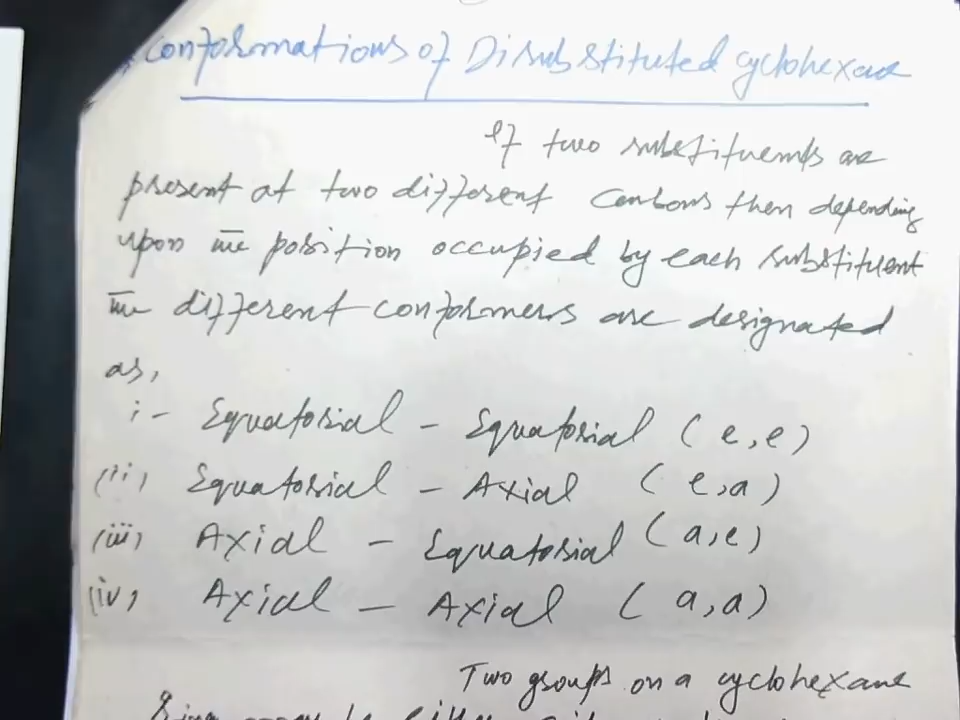 Conformations of Disubstituted cyclohexane
If two substituents are
present at two different Carbons then depending
upon the position occupied by each substituent
the different conformers are designated
as,
i - Equatorial - Equatorial (e,e)
(ii) Equatorial - Axial (e,a)
(iii) Axial - Equatorial (a,e)
(iv) Axial - Axial (a,a)
Two groups on a cyclohexane